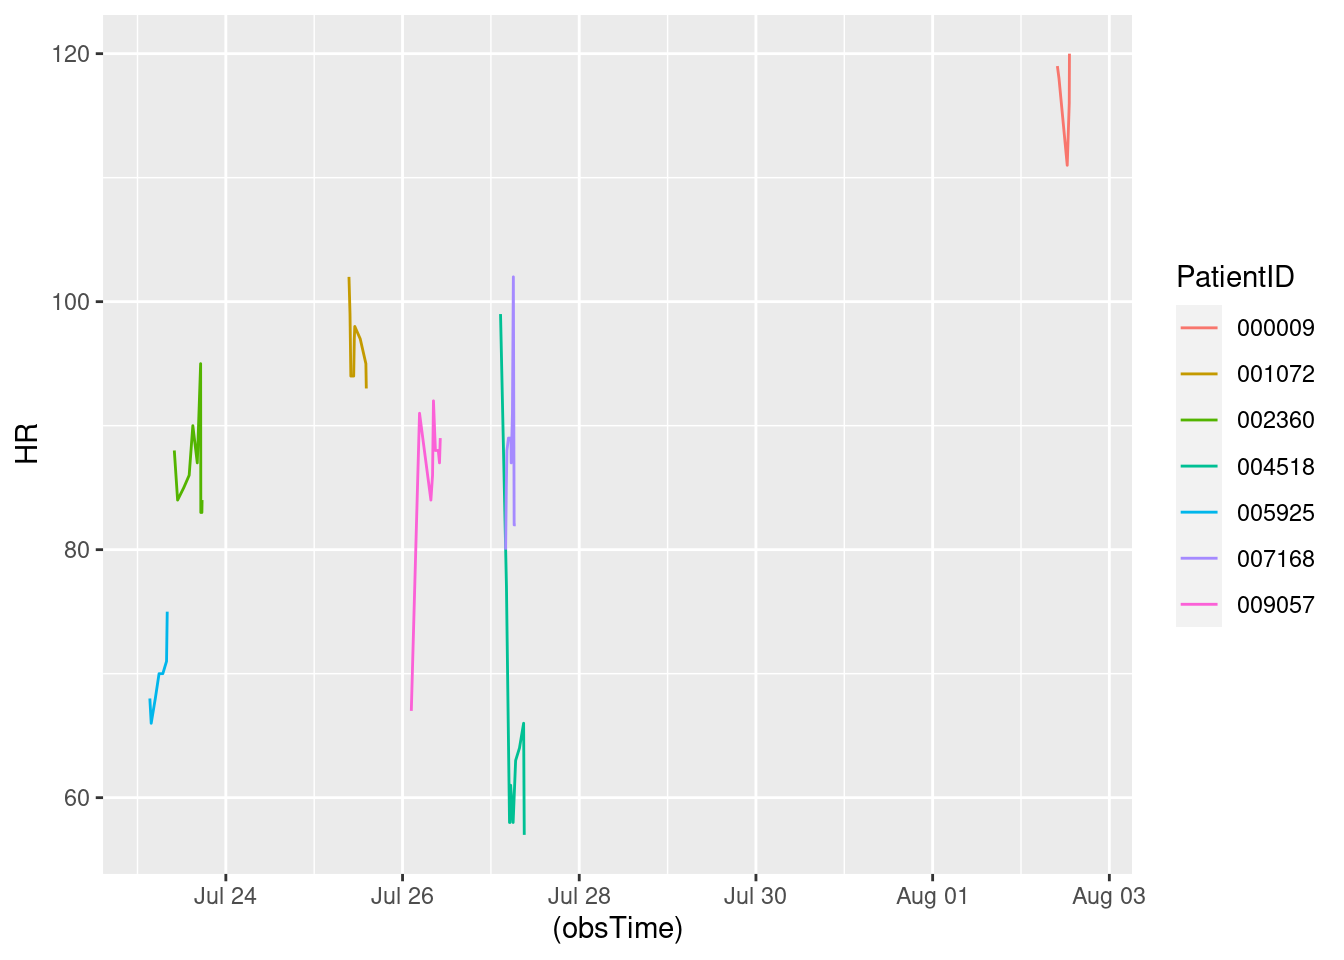 120
100
80
60
HR
Jul 24
Jul 26
Jul 28
Jul 30
Aug 01
Aug 03
(obsTime)
PatientID
000009
001072
002360
004518
005925
007168
009057